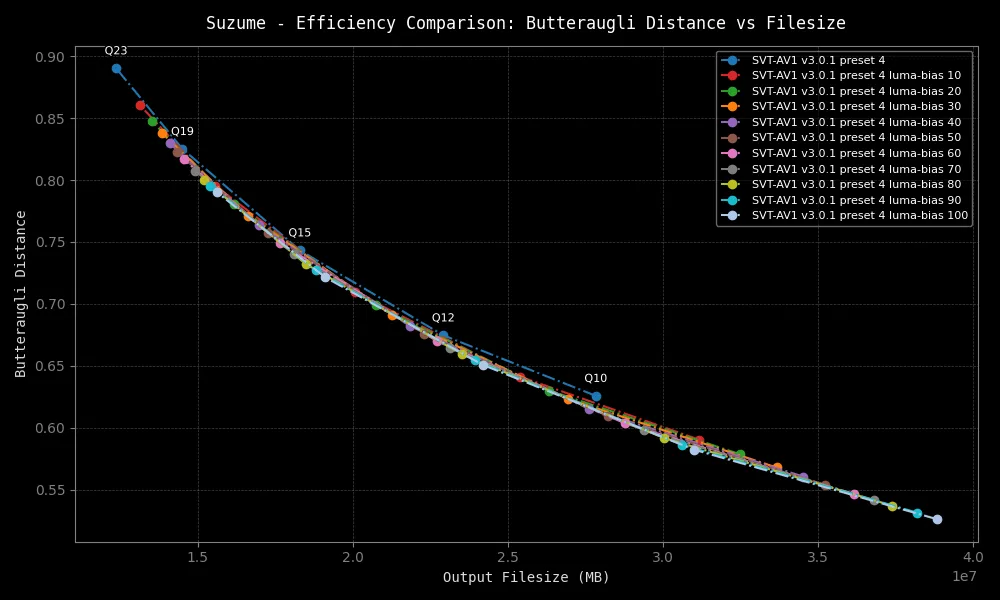 Suzume - Efficiency Comparison: Butteraugli Distance vs Filesize
Q23
Q19
Q15
Q12
Q10
SVT-AV1 v3.0.1 preset 4
SVT-AV1 v3.0.1 preset 4 luma-bias 10
SVT-AV1 v3.0.1 preset 4 luma-bias 20
SVT-AV1 v3.0.1 preset 4 luma-bias 30
SVT-AV1 v3.0.1 preset 4 luma-bias 40
SVT-AV1 v3.0.1 preset 4 luma-bias 50
SVT-AV1 v3.0.1 preset 4 luma-bias 60
SVT-AV1 v3.0.1 preset 4 luma-bias 70
SVT-AV1 v3.0.1 preset 4 luma-bias 80
SVT-AV1 v3.0.1 preset 4 luma-bias 90
SVT-AV1 v3.0.1 preset 4 luma-bias 100
Butteraugli Distance
0.90
0.85
0.80
0.75
0.70
0.65
0.60
0.55
1.5 2.0 2.5 3.0 3.5 4.0
1e7
Output Filesize (MB)